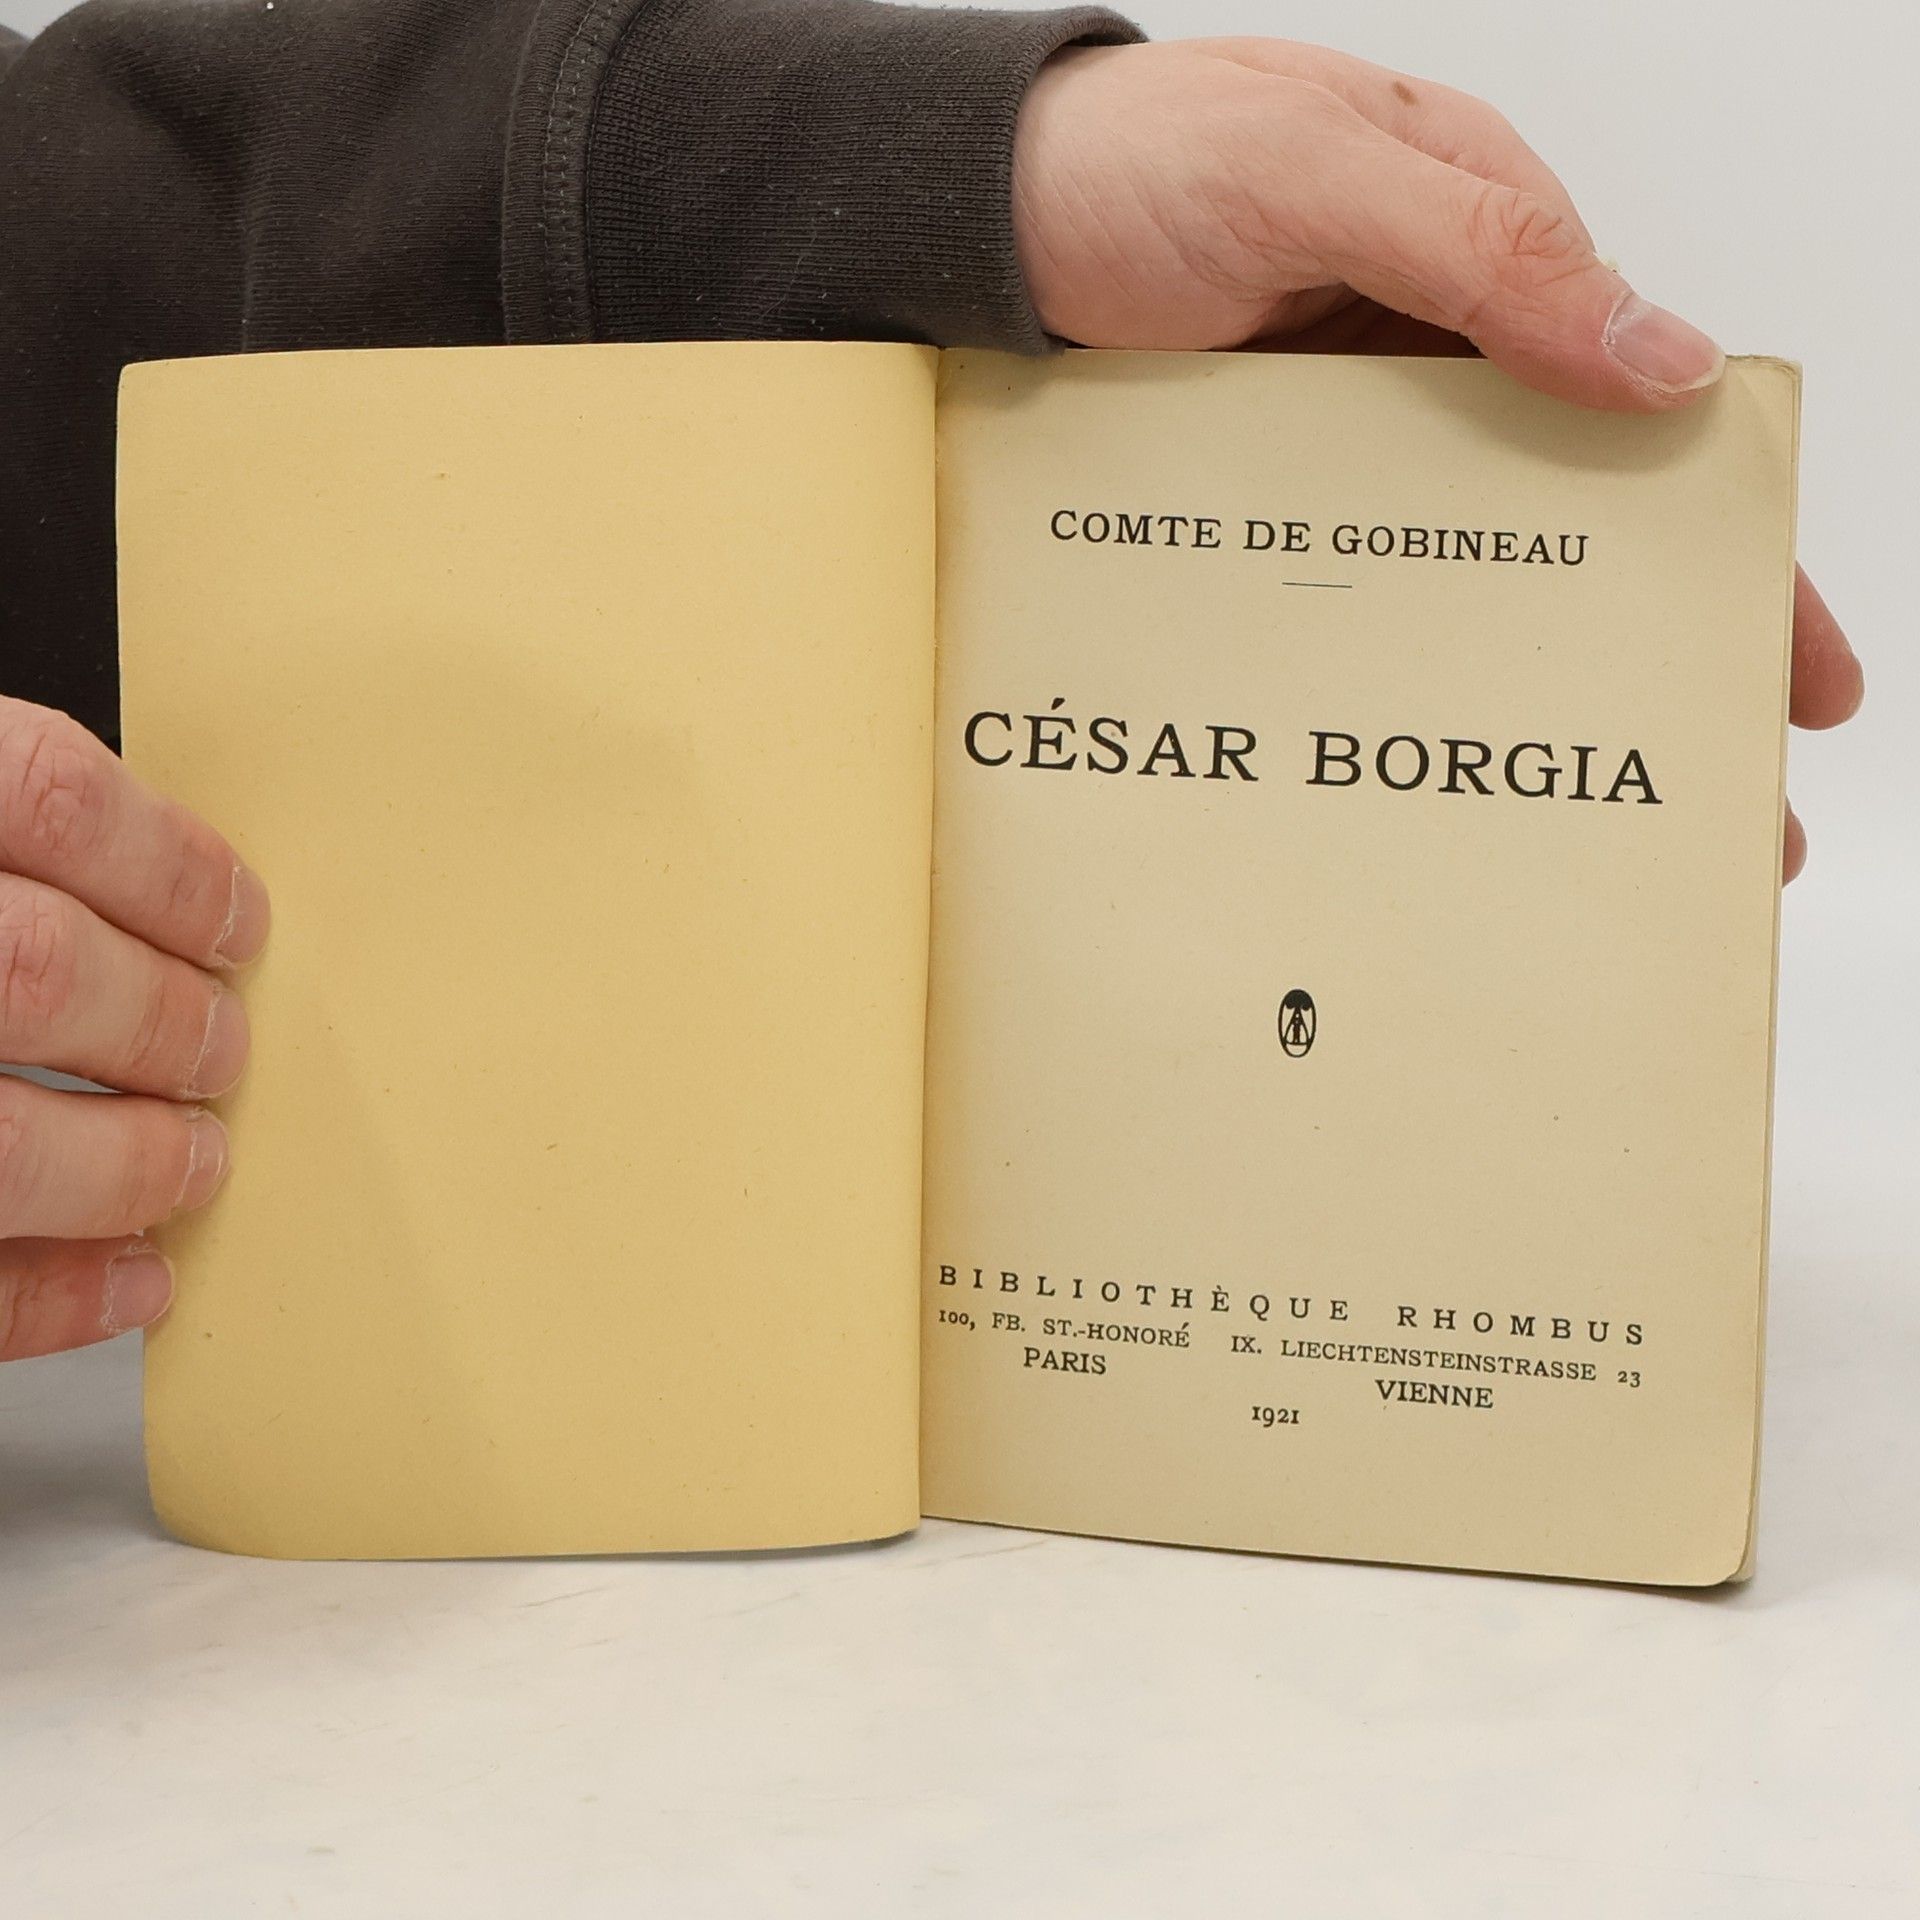 COMTE DE GOBINEAU
CÉSAR BORGIA
BIBLIOTHÈQUE RHOMBUS
100, FB. ST.-HONORÉ IX. LIECHTENSTEINSTRASSE 23
PARIS VIENNE
1921